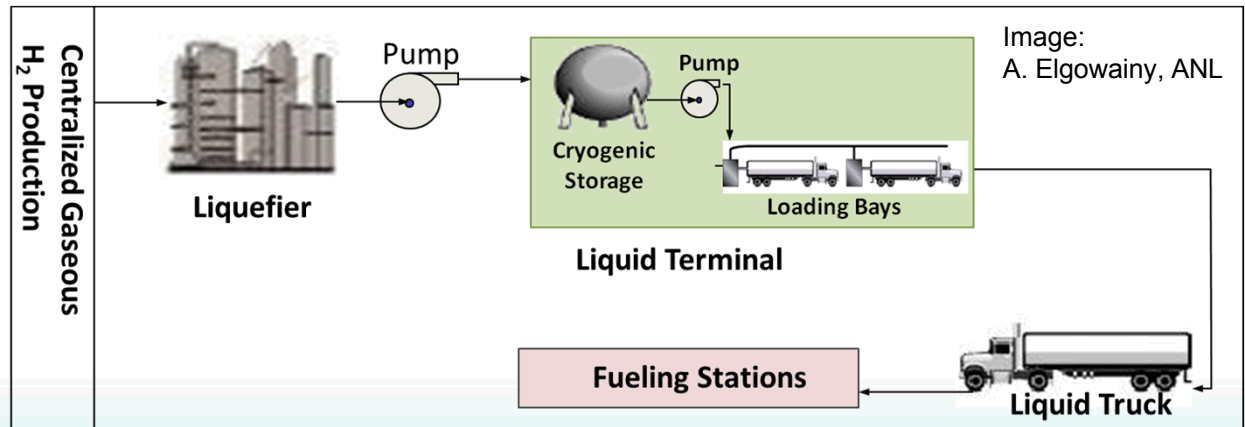 Centralized Gaseous
H₂ Production
Liquefier
Pump
Cryogenic
Storage
Pump
Loading Bays
Liquid Terminal
Image:
A. Elgowainy, ANL
Liquid Truck
Fueling Stations